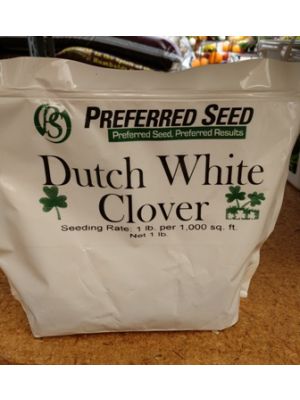 PS
PREFERRED SEED
Preferred Seed, Preferred Results
Dutch White
Clover
Seeding Rate: 1 lb. per 1,000 sq. ft.
Net 1 lb.